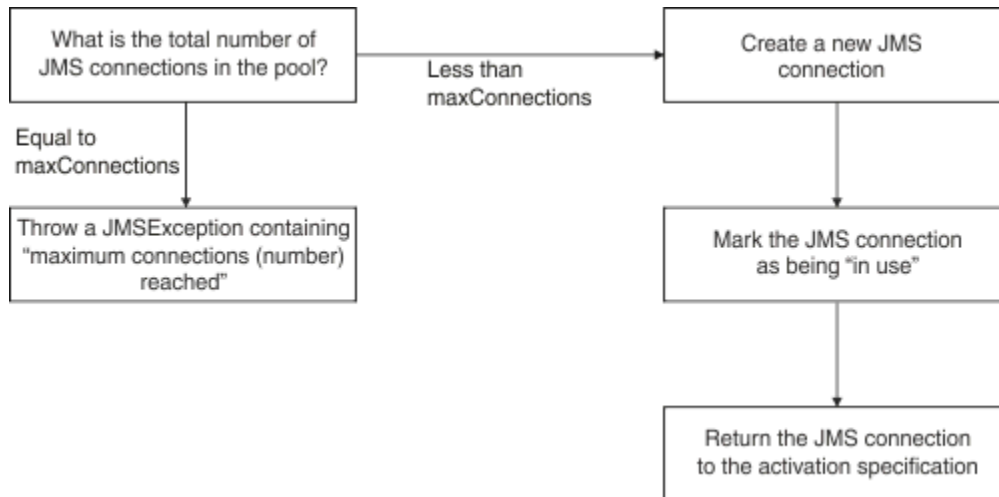 What is the total number of
JMS connections in the pool?
Less than
maxConnections
Create a new JMS
connection
Equal to
maxConnections
Throw a JMSException containing
“maximum connections (number)
reached”
Mark the JMS connection
as being “in use”
Return the JMS connection
to the activation specification